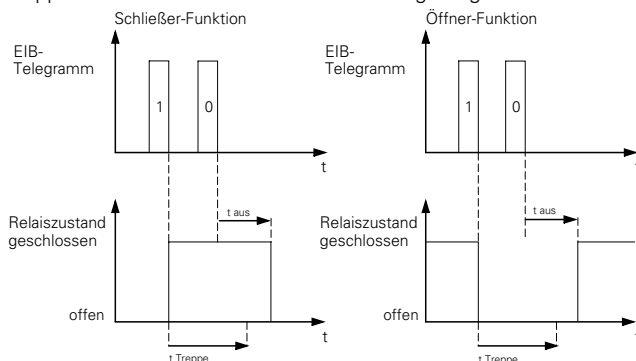 Schließer-Funktion
EIB-
Telegramm
1
0
t
t aus
Relaiszustand
geschlossen
offen
t
t Treppe
Öffner-Funktion
EIB-
Telegramm
1
0
t
t aus
Relaiszustand
geschlossen
offen
t
t Treppe